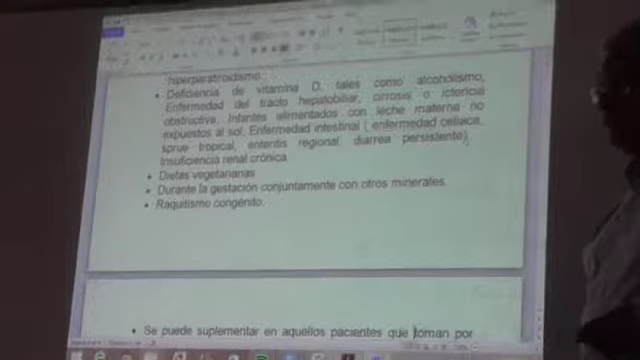 hiperparatiroidismo
• Deficiencia de vitamina D, tales como alcoholismo,
Enfermedad del tracto hepatobiliar, cirrosis o ictericia
obstructiva. Infantes alimentados con leche materna no
expuestos al sol. Enfermedad intestinal ( enfermedad celiaca,
sprue tropical, enteritis regional, diarrea persistente).
Insuficiencia renal crónica
• Dietas vegetarianas
• Durante la gestación conjuntamente con otros minerales.
• Raquitismo congénito.
• Se puede suplementar en aquellos pacientes que toman por